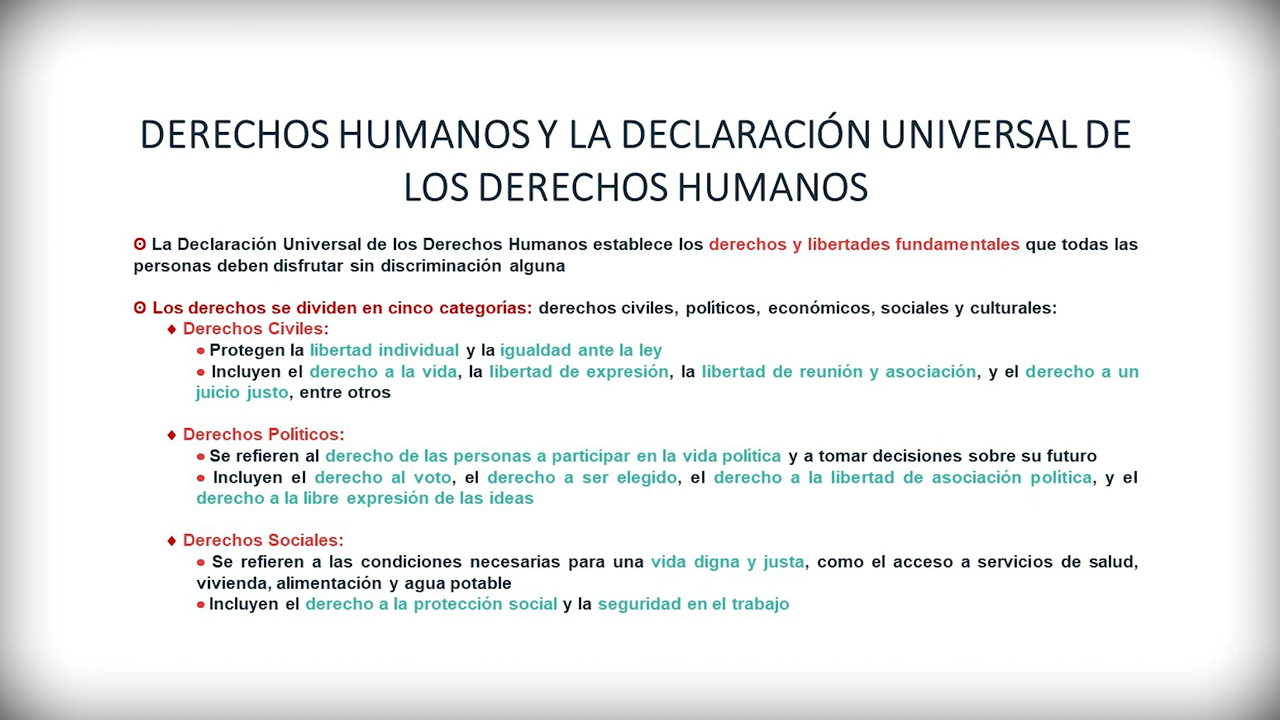 DERECHOS HUMANOS Y LA DECLARACIÓN UNIVERSAL DE
LOS DERECHOS HUMANOS
ʘ La Declaración Universal de los Derechos Humanos establece los derechos y libertades fundamentales que todas las
personas deben disfrutar sin discriminación alguna
ʘ Los derechos se dividen en cinco categorías: derechos civiles, políticos, económicos, sociales y culturales:
♦ Derechos Civiles:
• Protegen la libertad individual y la igualdad ante la ley
• Incluyen el derecho a la vida, la libertad de expresión, la libertad de reunión y asociación, y el derecho a un
juicio justo, entre otros
♦ Derechos Políticos:
• Se refieren al derecho de las personas a participar en la vida política y a tomar decisiones sobre su futuro
• Incluyen el derecho al voto, el derecho a ser elegido, el derecho a la libertad de asociación política, y el
derecho a la libre expresión de las ideas
♦ Derechos Sociales:
• Se refieren a las condiciones necesarias para una vida digna y justa, como el acceso a servicios de salud,
vivienda, alimentación y agua potable
• Incluyen el derecho a la protección social y la seguridad en el trabajo